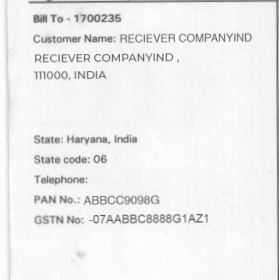 Bill To - 1700235
Customer Name: RECIEVER COMPANYIND
RECIEVER COMPANYIND ,
111000, INDIA
State: Haryana, India
State code: 06
Telephone:
PAN No.: ABBCC9098G
GSTN No: -07AABBC8888G1AZ1